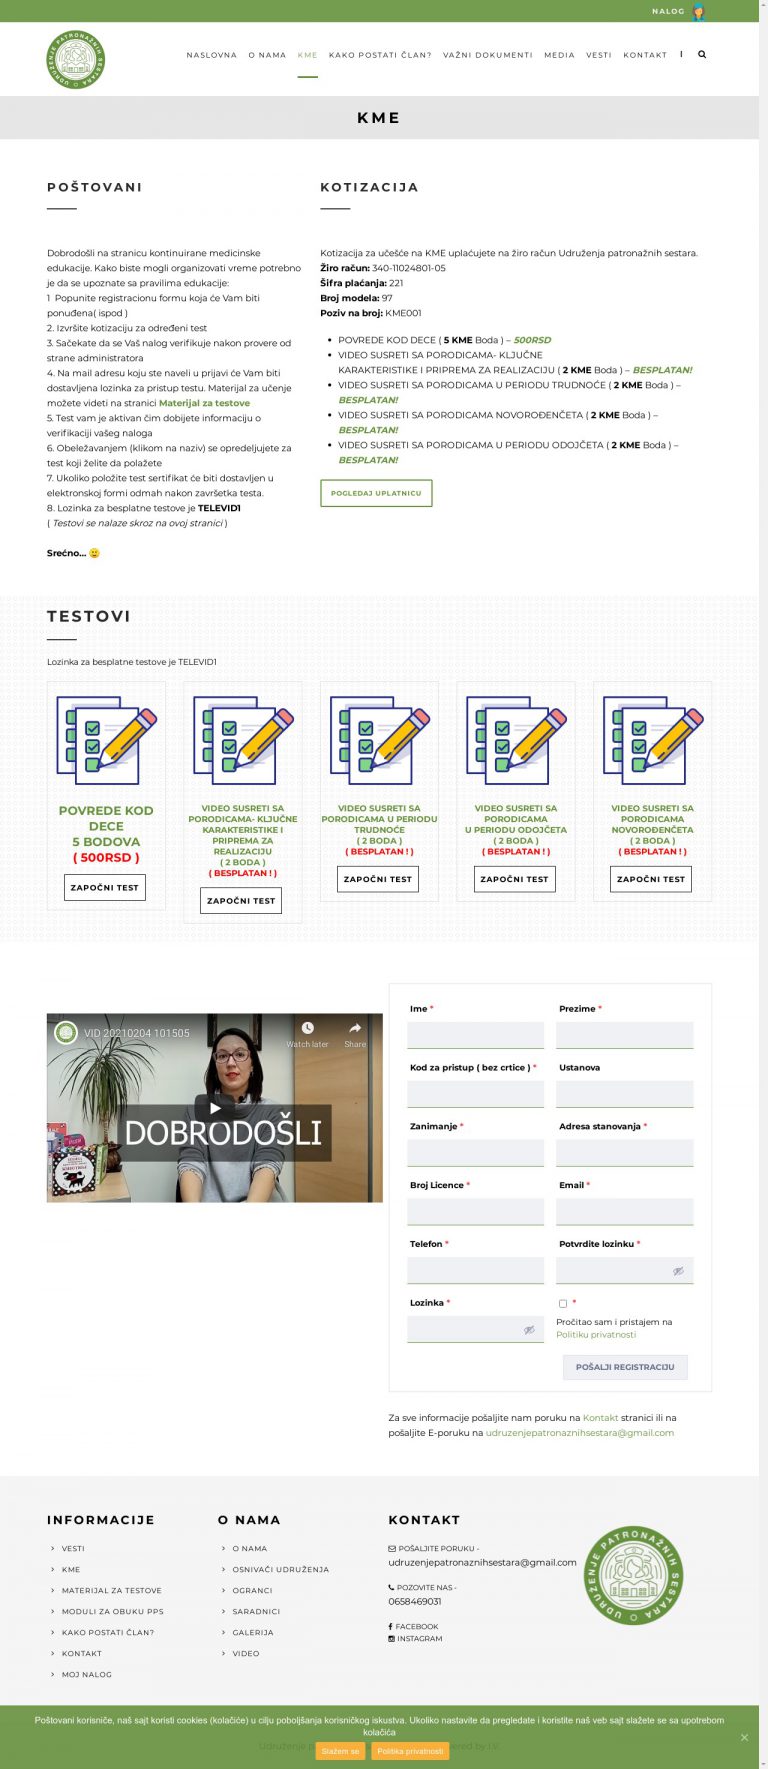 NALOG
UDRUŽENJE PATRONAŽNIH SESTARA
NASLOVNA
O NAMA
KME
KAKO POSTATI ČLAN?
VAŽNI DOKUMENTI
MEDIA
VESTI
KONTAKT
KME
POŠTOVANI
Dobrodošli na stranicu kontinuirane medicinske
edukacije. Kako biste mogli organizovati vreme potrebno
je da se upoznate sa pravilima edukacije:
1 Popunite registracionu formu koja će Vam biti
ponuđena( ispod )
2. Izvršite kotizaciju za određeni test
3. Sačekate da se Vaš nalog verifikuje nakon provere od
strane administratora
4. Na mail adresu koju ste naveli u prijavi će Vam biti
dostavljena lozinka za pristup testu. Materijal za učenje
možete videti na stranici Materijal za testove
5. Test vam je aktivan čim dobijete informaciju o
verifikaciji vašeg naloga
6. Obeležavanjem (klikom na naziv) se opredeljujete za
test koji želite da polažete
7. Ukoliko položite test sertifikat će biti dostavljen u
elektronskoj formi odmah nakon završetka testa.
8. Lozinka za besplatne testove je TELEVID1
( Testovi se nalaze skroz na ovoj stranici )
Srećno... 🙂
KOTIZACIJA
Kotizacija za učešće na KME uplaćujete na žiro račun Udruženja patronažnih sestara.
Žiro račun: 340-11024801-05
Šifra plaćanja: 221
Broj modela: 97
Poziv na broj: KME001
• POVREDE KOD DECE ( 5 KME Boda ) – 500RSD
• VIDEO SUSRETI SA PORODICAMA- KLJUČNE
KARAKTERISTIKE I PRIPREMA ZA REALIZACIJU ( 2 KME Boda ) – BESPLATAN!
• VIDEO SUSRETI SA PORODICAMA U PERIODU TRUDNOĆE ( 2 KME Boda ) –
BESPLATAN!
• VIDEO SUSRETI SA PORODICAMA NOVOROĐENČETA ( 2 KME Boda ) –
BESPLATAN!
• VIDEO SUSRETI SA PORODICAMA U PERIODU ODOJČETA ( 2 KME Boda ) –
BESPLATAN!
POGLEDAJ UPLATNICU
TESTOVI
Lozinka za besplatne testove je TELEVID1
POVREDE KOD
DECE
5 BODOVA
( 500RSD )
ZAPOČNI TEST
VIDEO SUSRETI SA
PORODICAMA- KLJUČNE
KARAKTERISTIKE I
PRIPREMA ZA
REALIZACIJU
( 2 BODA )
( BESPLATAN ! )
ZAPOČNI TEST
VIDEO SUSRETI SA
PORODICAMA U PERIODU
TRUDNOĆE
( 2 BODA )
( BESPLATAN ! )
ZAPOČNI TEST
VIDEO SUSRETI SA
PORODICAMA
U PERIODU ODOJČETA
( 2 BODA )
( BESPLATAN ! )
ZAPOČNI TEST
VIDEO SUSRETI SA
PORODICAMA
NOVOROĐENČETA
( 2 BODA )
( BESPLATAN ! )
ZAPOČNI TEST
VID 20210204 101505
Watch later
Share
DOBRODOŠLI
Ime *
Prezime *
Kod za pristup ( bez crtice ) *
Ustanova
Zanimanje *
Adresa stanovanja *
Broj Licence *
Email *
Telefon *
Potvrdite lozinku *
Lozinka *
*
Pročitao sam i pristajem na
Politiku privatnosti
POŠALJI REGISTRACIJU
Za sve informacije pošaljite nam poruku na Kontakt stranici ili na
pošaljite E-poruku na udruzenjepatronaznihsestara@gmail.com
INFORMACIJE
VESTI
KME
MATERIJAL ZA TESTOVE
MODULI ZA OBUKU PPS
KAKO POSTATI ČLAN?
KONTAKT
MOJ NALOG
O NAMA
O NAMA
OSNIVAČI UDRUŽENJA
OGRANCI
SARADNICI
GALERIJA
VIDEO
KONTAKT
POŠALJITE PORUKU -
udruzenjepatronaznihsestara@gmail.com
POZOVITE NAS -
0658469031
FACEBOOK
INSTAGRAM
UDRUŽENJE PATRONAŽNIH SESTARA
Poštovani korisniče, naš sajt koristi cookies (kolačiće) u cilju poboljšanja korisničkog iskustva. Ukoliko nastavite da pregledate i koristite naš veb sajt slažete se sa upotrebom
kolačića
Slažem se
Politika privatnosti